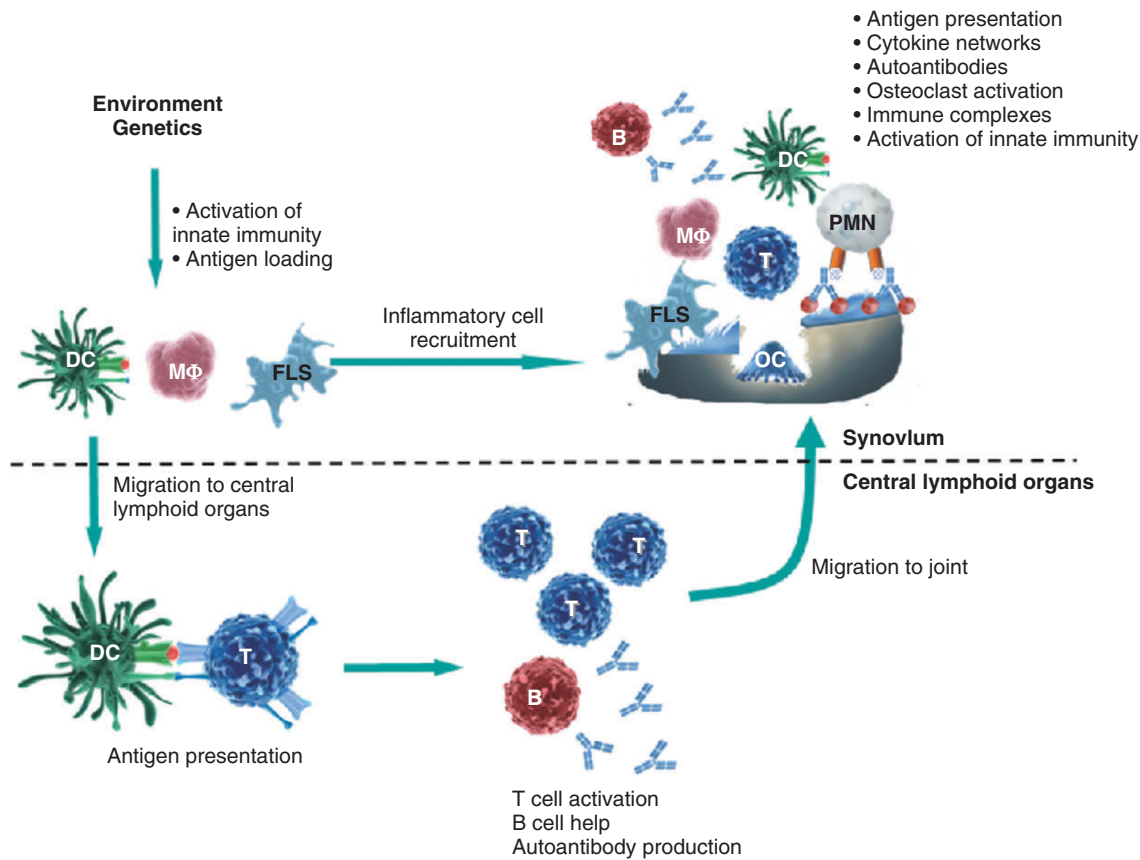 Environment
Genetics
• Activation of
innate immunity
• Antigen loading
DC
MΦ
FLS
Inflammatory cell
recruitment
• Antigen presentation
• Cytokine networks
• Autoantibodies
• Osteoclast activation
• Immune complexes
• Activation of innate immunity
B
DC
PMN
MΦ
T
FLS
OC
Synovlum
Central lymphoid organs
Migration to central
lymphoid organs
DC
T
Antigen presentation
T
T
T
B
T cell activation
B cell help
Autoantibody production
Migration to joint